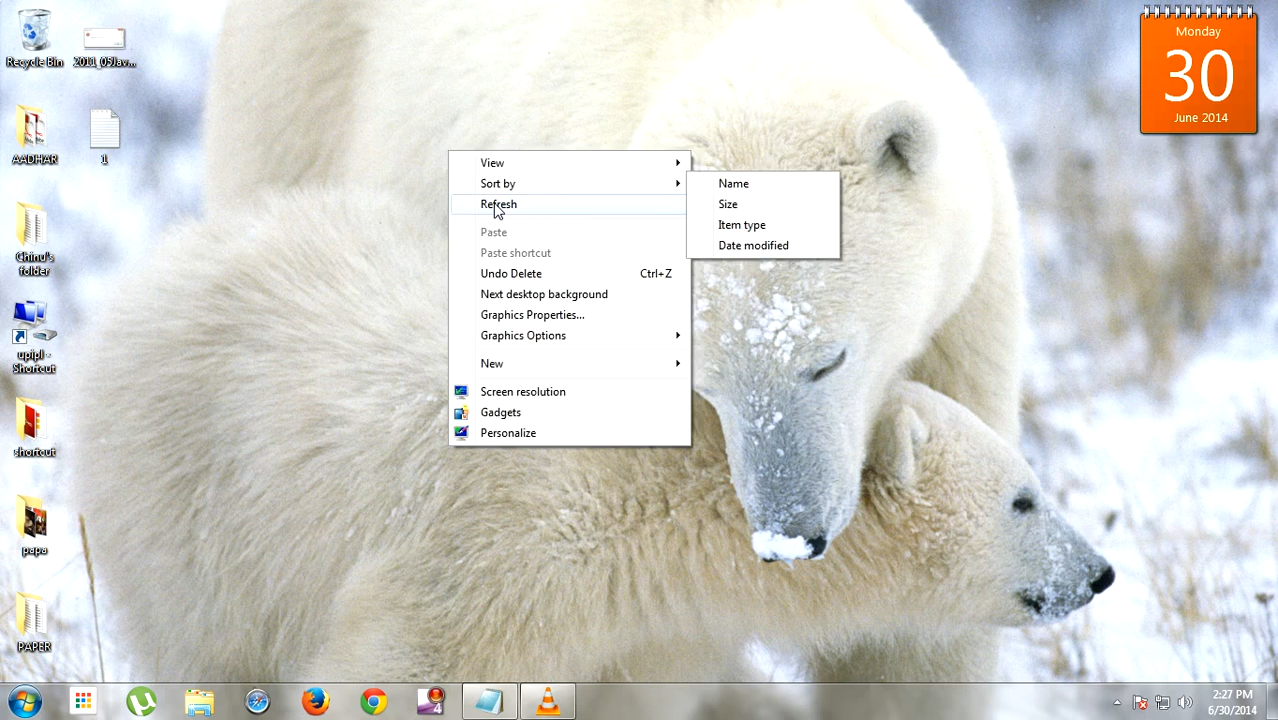 Recycle Bin
2011_05Jav...
AADHAR
1
Chinu's
folder
upipl -
Shortcut
shortcut
papa
PAPER
View
Sort by
Refresh
Paste
Paste shortcut
Undo Delete Ctrl+Z
Next desktop background
Graphics Properties...
Graphics Options
New
Screen resolution
Gadgets
Personalize
Name
Size
Item type
Date modified
Monday
30
June 2014
4
2:27 PM
6/30/2014